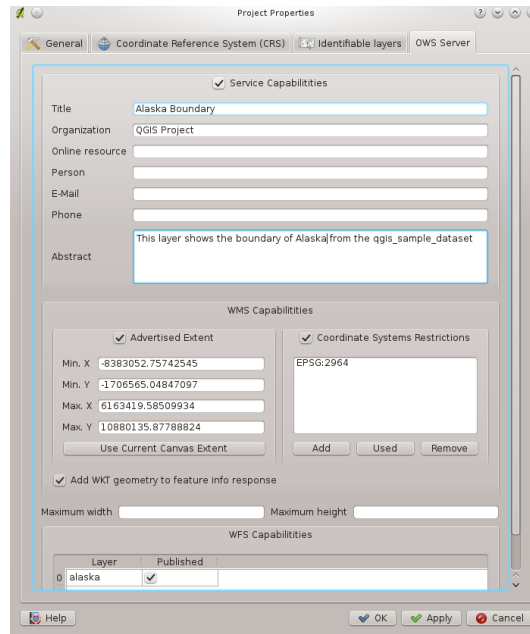 Project Properties
General
Coordinate Reference System (CRS)
Identifiable layers
OWS Server
Service Capabilitities
Title Alaska Boundary
Organization QGIS Project
Online resource
Person
E-Mail
Phone
Abstract This layer shows the boundary of Alaska from the qgis_sample_dataset
WMS Capabilitities
Advertised Extent
Min. X -8383052.75742545
Min. Y -1706565.04847097
Max. X 6163419.58509934
Max. Y 10880135.87788824
Use Current Canvas Extent
Coordinate Systems Restrictions
EPSG:2964
Add Used Remove
Add WKT geometry to feature info response
Maximum width Maximum height
WFS Capabilitities
Layer Published
0 alaska
Help OK Apply Cancel